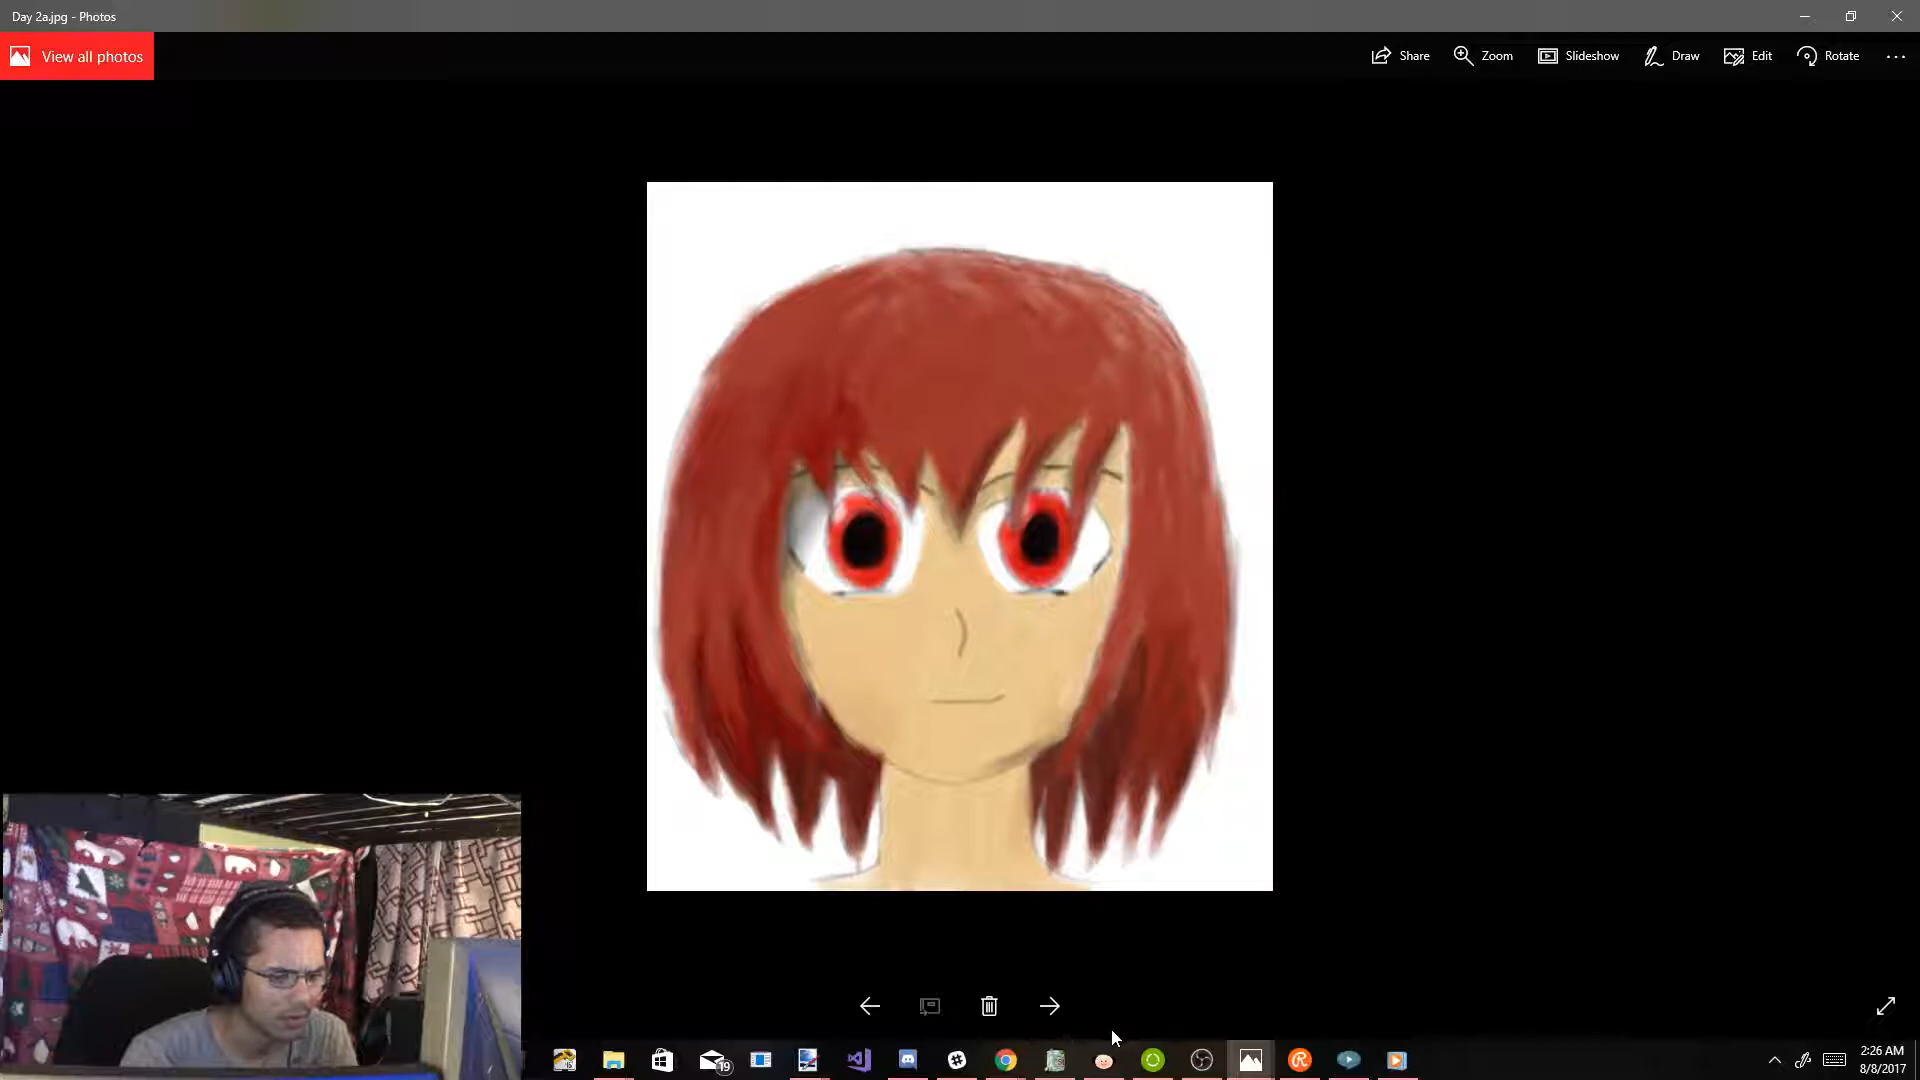 Day 2a.jpg - Photos
View all photos
Share
Zoom
Slideshow
Draw
Edit
Rotate
19
2:26 AM
8/8/2017